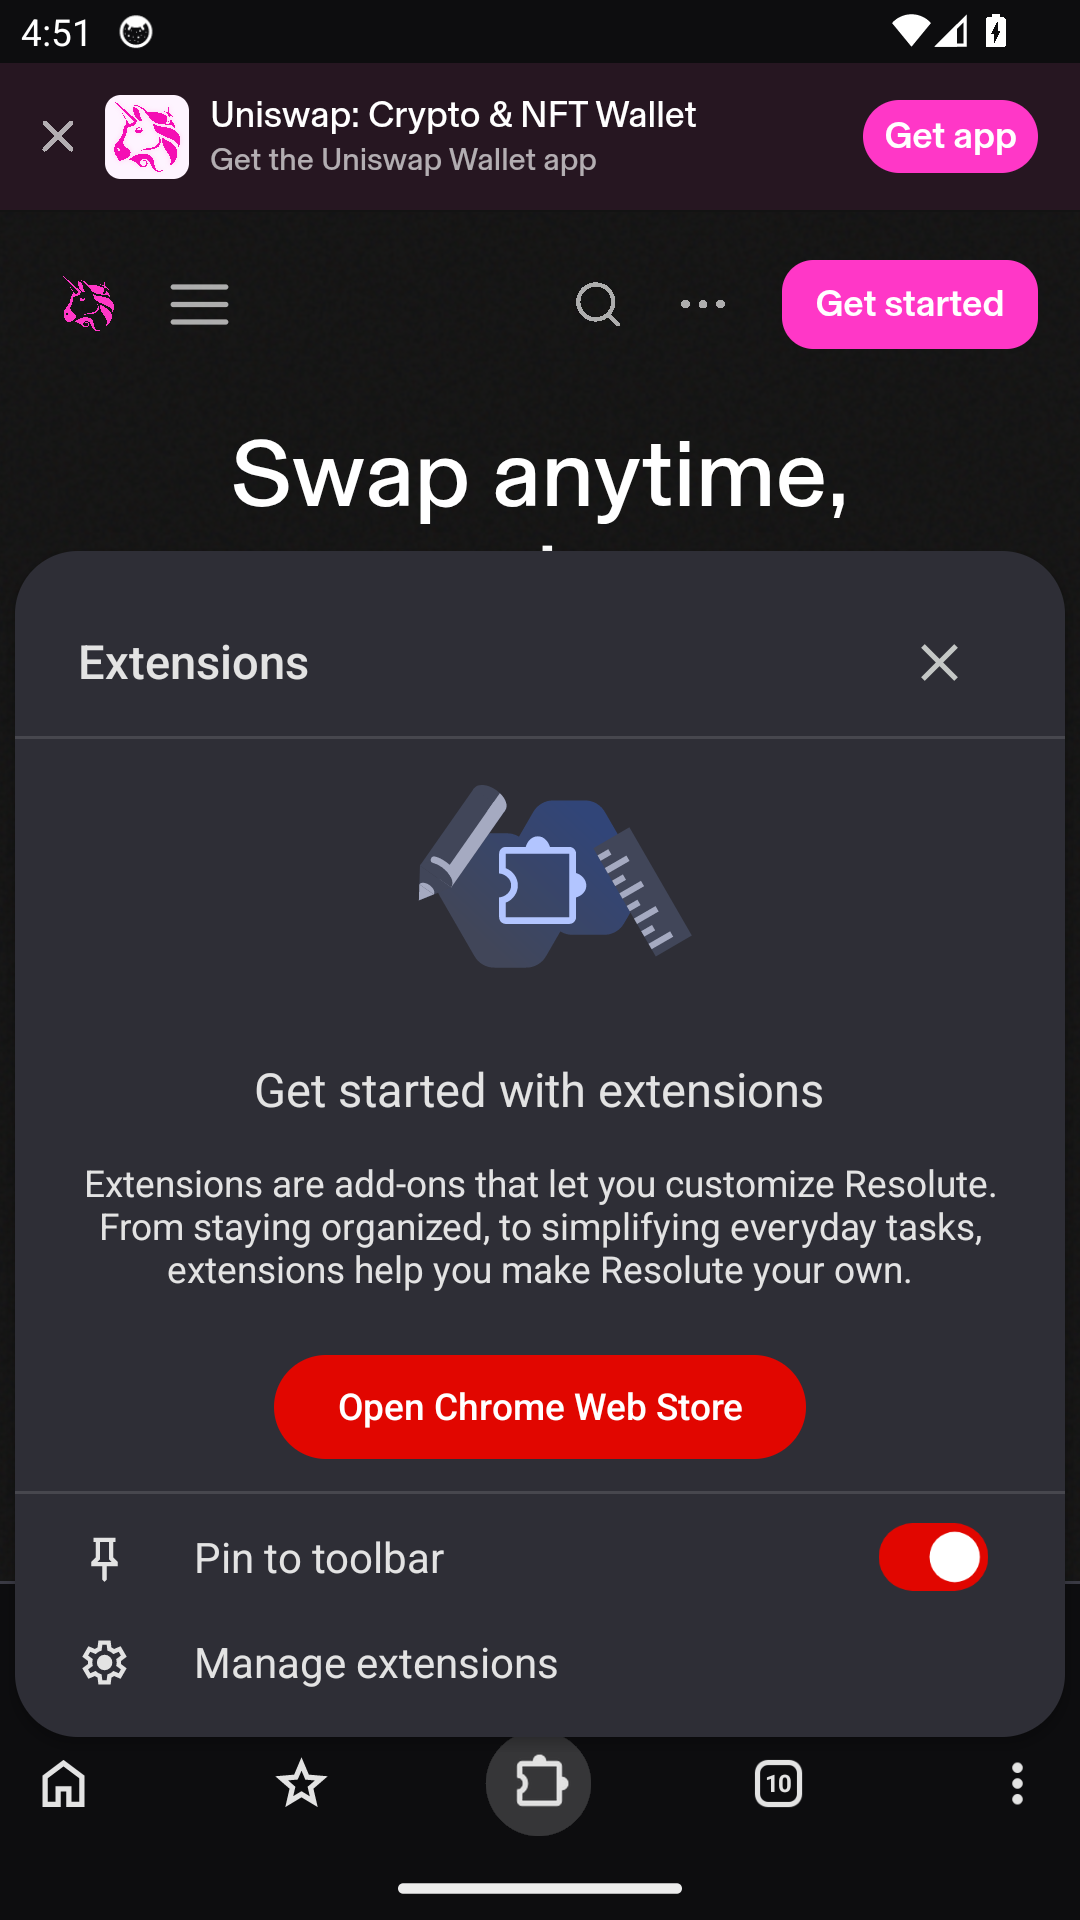 4:51
Uniswap: Crypto & NFT Wallet
Get the Uniswap Wallet app
Get app
Get started
Swap anytime,
Extensions
Get started with extensions
Extensions are add-ons that let you customize Resolute.
From staying organized, to simplifying everyday tasks,
extensions help you make Resolute your own.
Open Chrome Web Store
Pin to toolbar
Manage extensions
10